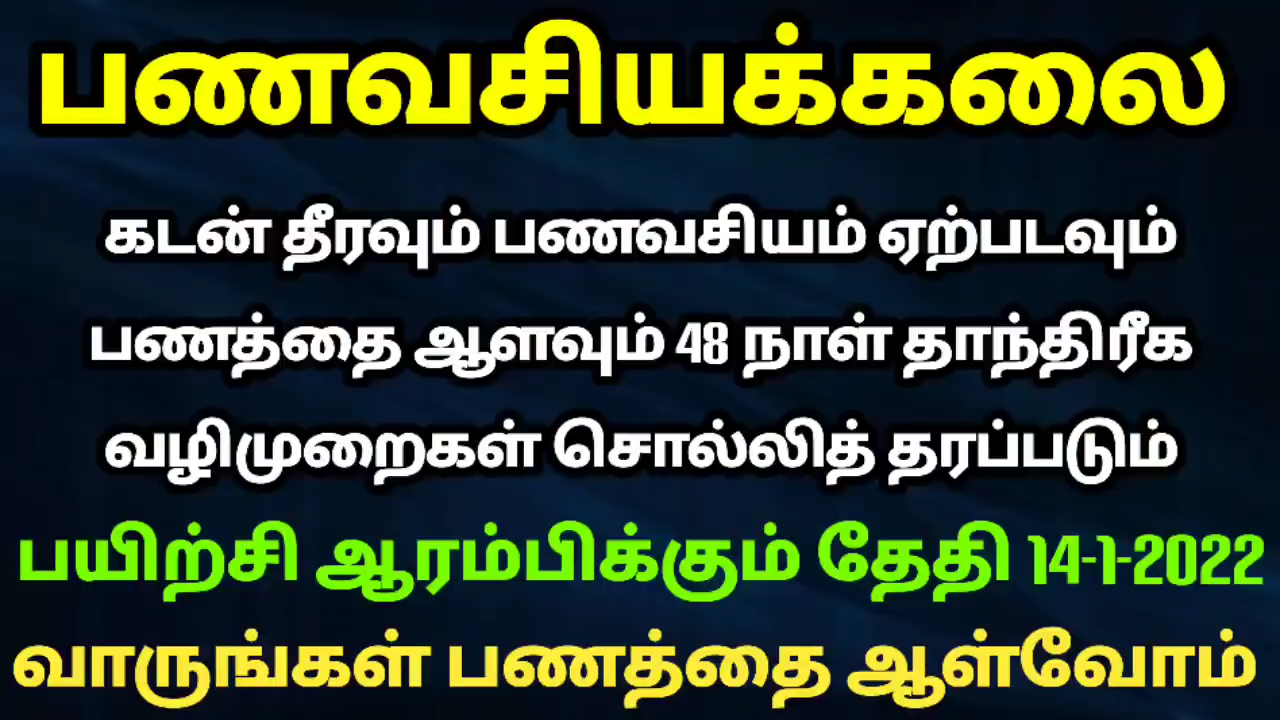 பணவசியக்கலை
கடன் தீரவும் பணவசியம் ஏற்படவும்
பணத்தை ஆளவும் 48 நாள் தாந்திரீக
வழிமுறைகள் சொல்லித் தரப்படும்
பயிற்சி ஆரம்பிக்கும் தேதி 14-1-2022
வாருங்கள் பணத்தை ஆள்வோம்